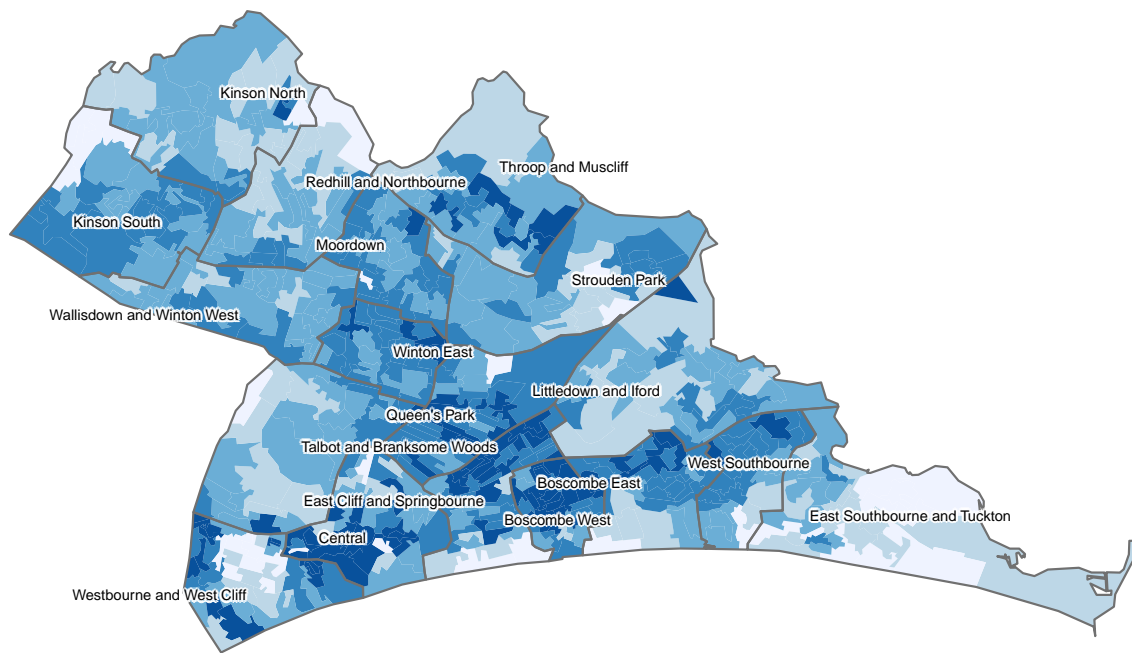 Kinson North
Throop and Muscliff
Redhill and Northbourne
Kinson South
Moordown
Strouden Park
Wallisdown and Winton West
Winton East
Littledown and Iford
Queen's Park
Talbot and Branksome Woods
West Southbourne
Boscombe East
East Cliff and Springbourne
Boscombe West
East Southbourne and Tuckton
Central
Westbourne and West Cliff